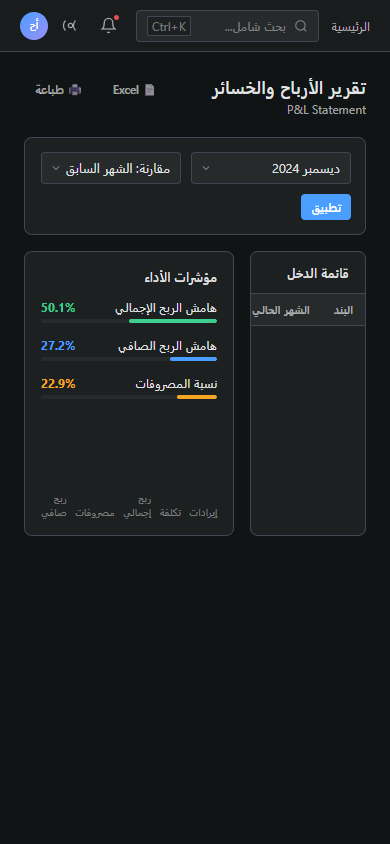 الرئيسية
بحث شامل...
Ctrl+K
أح
تقرير الأرباح والخسائر
P&L Statement
Excel
طباعة
ديسمبر 2024
مقارنة: الشهر السابق
تطبيق
قائمة الدخل
البند الشهر الحالي
مؤشرات الأداء
هامش الربح الإجمالي 50.1%
هامش الربح الصافي 27.2%
نسبة المصروفات 22.9%
إيرادات تكلفة ربح إجمالي مصروفات ربح صافي